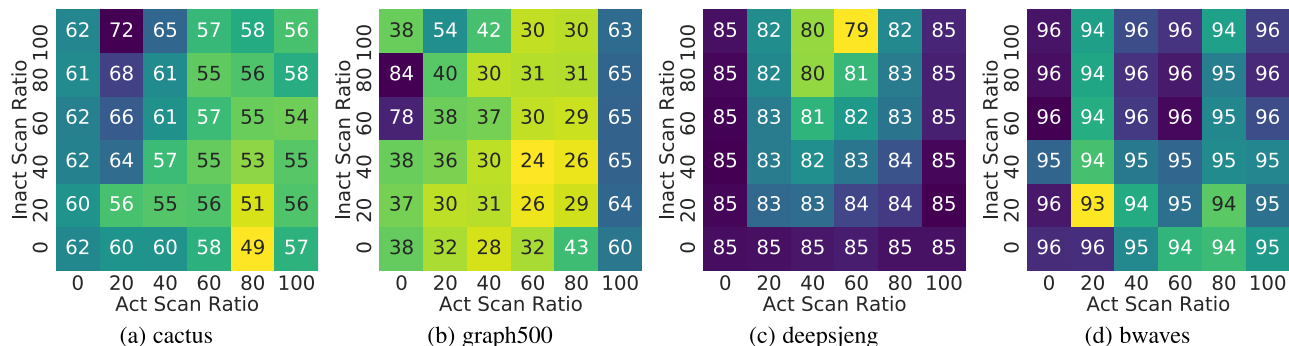 Inact Scan Ratio
100 62 72 65 57 58 56
80 61 68 61 55 56 58
60 62 66 61 57 55 54
40 62 64 57 55 53 55
20 60 56 55 56 51 56
0 62 60 60 58 49 57
0 20 40 60 80 100
Act Scan Ratio
(a) cactus
Inact Scan Ratio
100 38 54 42 30 30 63
80 84 40 30 31 31 65
60 78 38 37 30 29 65
40 38 36 30 24 26 65
20 37 30 31 26 29 64
0 38 32 28 32 43 60
0 20 40 60 80 100
Act Scan Ratio
(b) graph500
Inact Scan Ratio
100 85 82 80 79 82 85
80 85 82 80 81 83 85
60 85 83 81 82 83 85
40 85 83 82 83 84 85
20 85 83 83 84 84 85
0 85 85 85 85 85 85
0 20 40 60 80 100
Act Scan Ratio
(c) deepsjeng
Inact Scan Ratio
100 96 94 96 96 94 96
80 96 94 96 96 95 96
60 96 94 96 96 95 96
40 95 94 95 95 95 95
20 96 93 94 95 94 95
0 96 96 95 94 94 95
0 20 40 60 80 100
Act Scan Ratio
(d) bwaves